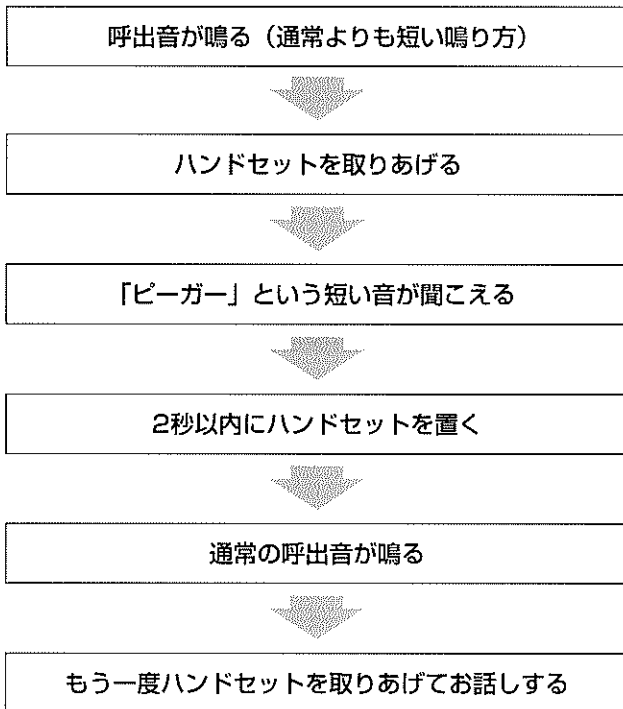 呼出音が鳴る（通常よりも短い鳴り方）
ハンドセットを取りあげる
「ピーガー」という短い音が聞こえる
2秒以内にハンドセットを置く
通常の呼出音が鳴る
もう一度ハンドセットを取りあげてお話しする